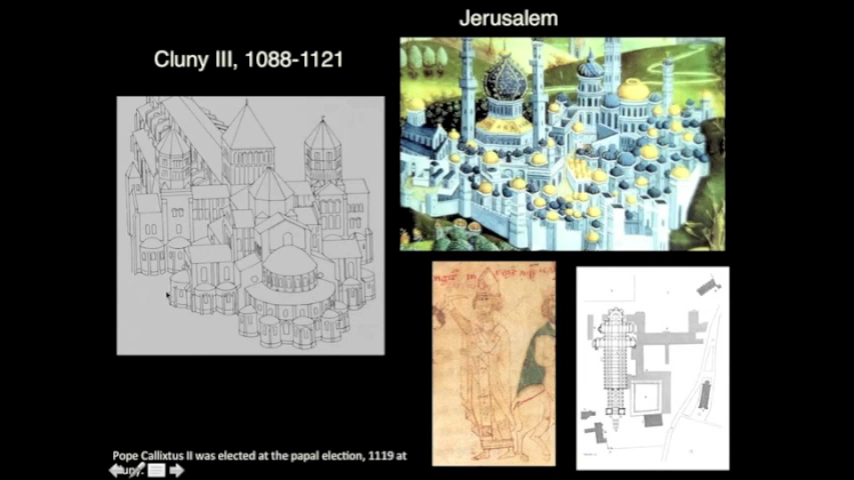 Jerusalem
Cluny III, 1088-1121
Pope Callixtus II was elected at the papal election, 1119 at